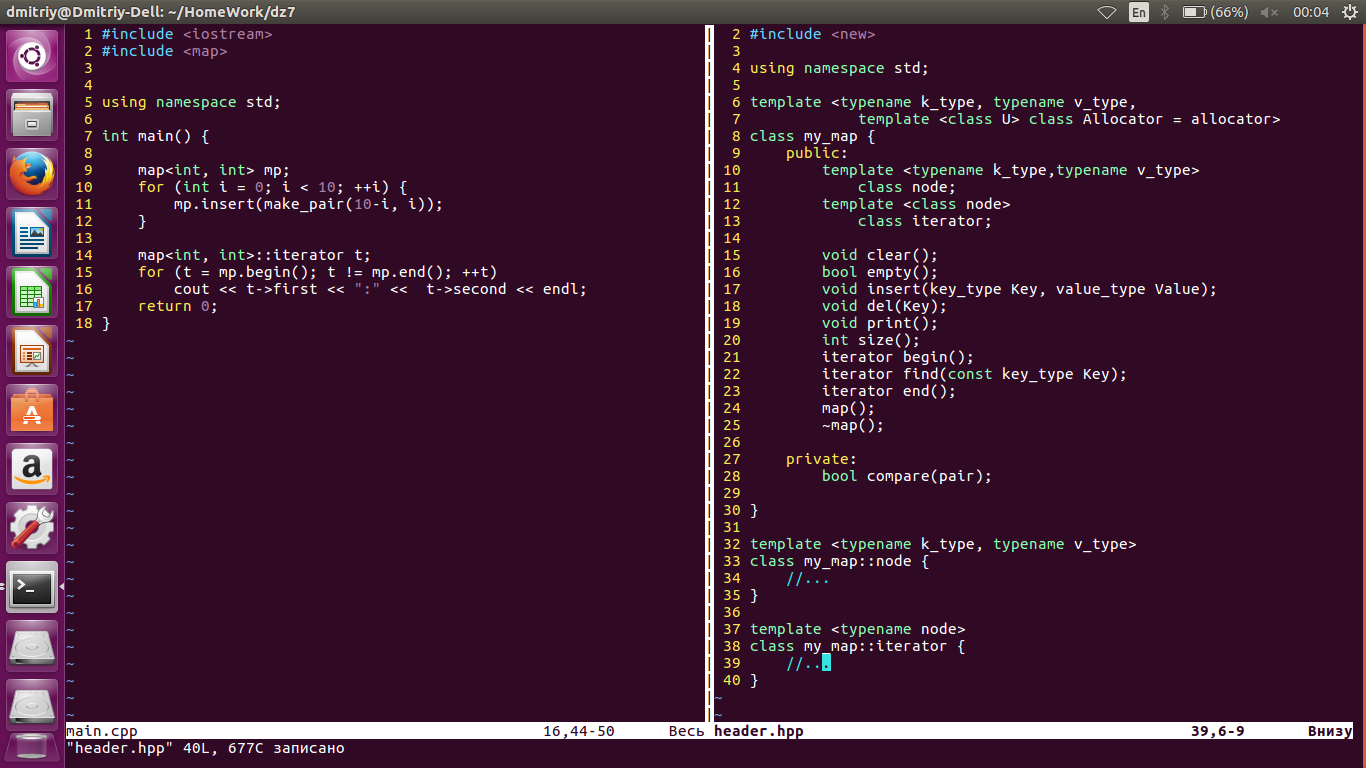 dmitriy@Dmitriy-Dell: ~/HomeWork/dz7
En
(66%)
00:04
1 #include <iostream>
2 #include <map>
3
4
5 using namespace std;
6
7 int main() {
8
9     map<int, int> mp;
10     for (int i = 0; i < 10; ++i) {
11         mp.insert(make_pair(10-i, i));
12     }
13
14     map<int, int>::iterator t;
15     for (t = mp.begin(); t != mp.end(); ++t)
16         cout << t->first << ":" <<  t->second << endl;
17     return 0;
18 }
main.cpp 16,44-50 Весь
2 #include <new>
3
4 using namespace std;
5
6 template <typename k_type, typename v_type,
7             template <class U> class Allocator = allocator>
8 class my_map {
9     public:
10         template <typename k_type,typename v_type>
11             class node;
12         template <class node>
13             class iterator;
14
15         void clear();
16         bool empty();
17         void insert(key_type Key, value_type Value);
18         void del(Key);
19         void print();
20         int size();
21         iterator begin();
22         iterator find(const key_type Key);
23         iterator end();
24         map();
25         ~map();
26
27     private:
28         bool compare(pair);
29
30 }
31
32 template <typename k_type, typename v_type>
33 class my_map::node {
34     //...
35 }
36
37 template <typename node>
38 class my_map::iterator {
39     //...
40 }
header.hpp 39,6-9 Внизу
"header.hpp" 40L, 677C записано